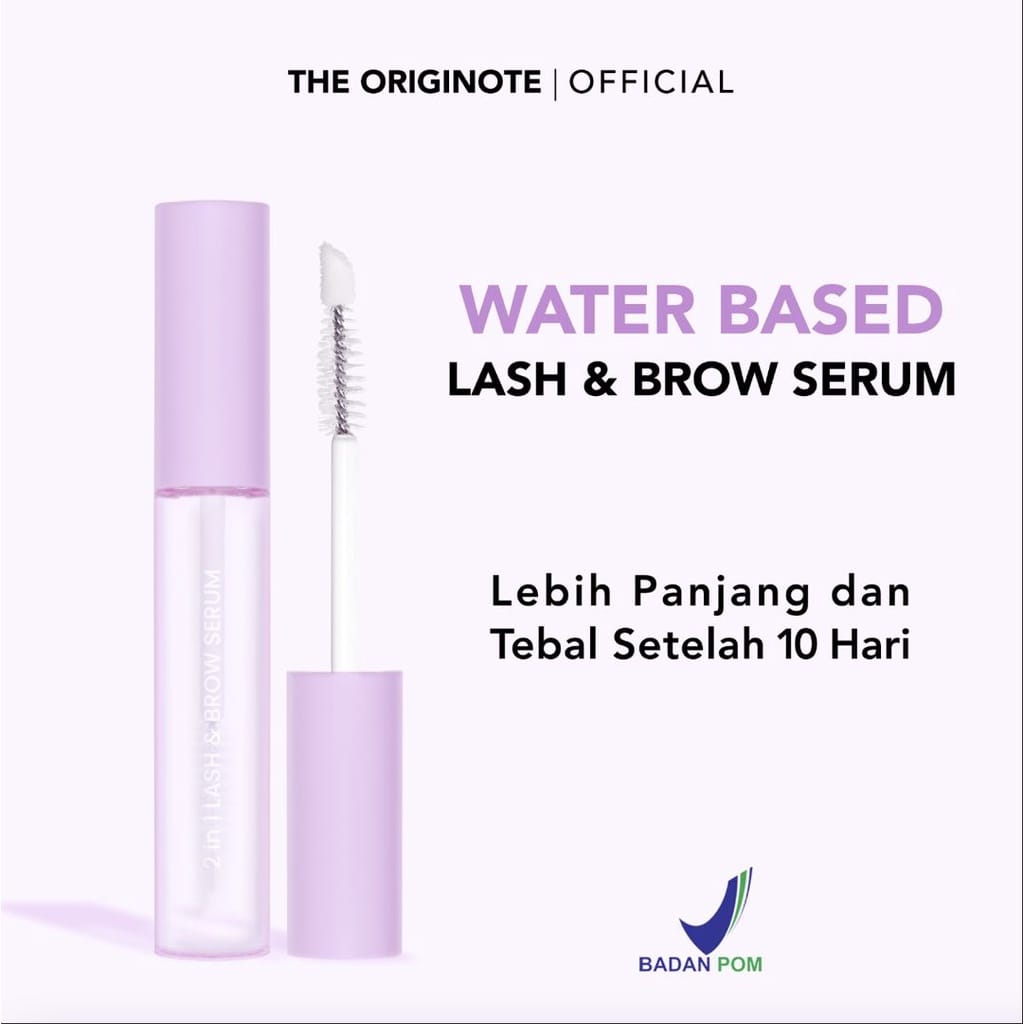 THE ORIGINOTE | OFFICIAL
WATER BASED
LASH & BROW SERUM
Lebih Panjang dan
Tebal Setelah 10 Hari
2 in 1 LASH & BROW SERUM
BADAN POM